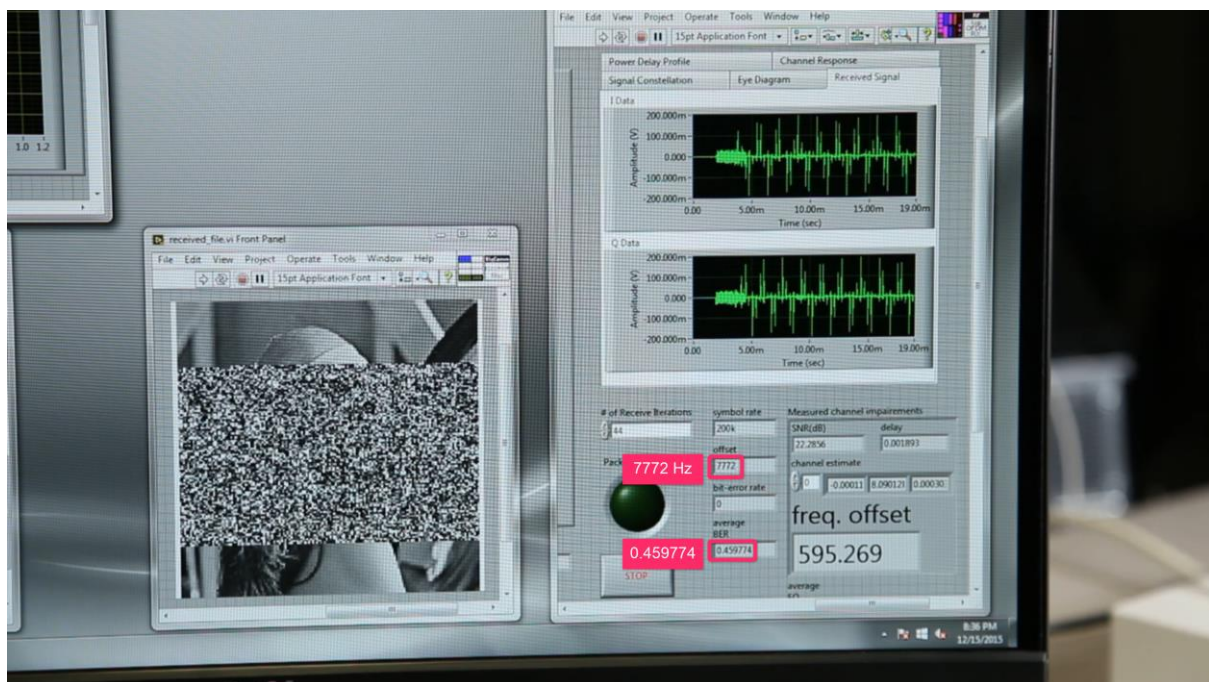 1.0 1.2
received_file.vi Front Panel
File Edit View Project Operate Tools Window Help
15pt Application Font
File Edit View Project Operate Tools Window Help
15pt Application Font
Power Delay Profile
Channel Response
Signal Constellation
Eye Diagram
Received Signal
I Data
Amplitude (V)
200.000m
100.000m
0.000
-100.000m
-200.000m
0.00 5.00m 10.00m 15.00m 19.00m
Time (sec)
Q Data
Amplitude (V)
200.000m
100.000m
0.000
-100.000m
-200.000m
0.00 5.00m 10.00m 15.00m 19.00m
Time (sec)
# of Receive Iterations
44
symbol rate
200k
offset
7772 Hz
7772
bit-error rate
0
average
BER
0.459774
0.459774
STOP
Measured channel impairements
SNR(dB)
22.2856
delay
0.001893
channel estimate
0 -0.00011 0.00030
freq. offset
595.269
average
8:36 PM
12/15/2015